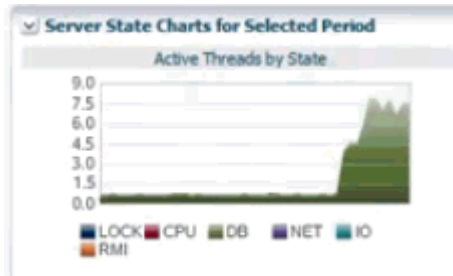 Server State Charts for Selected Period
Active Threads by State
9.0
7.5
6.0
4.5
3.0
1.5
0.0
LOCK CPU DB NET IO
RMI